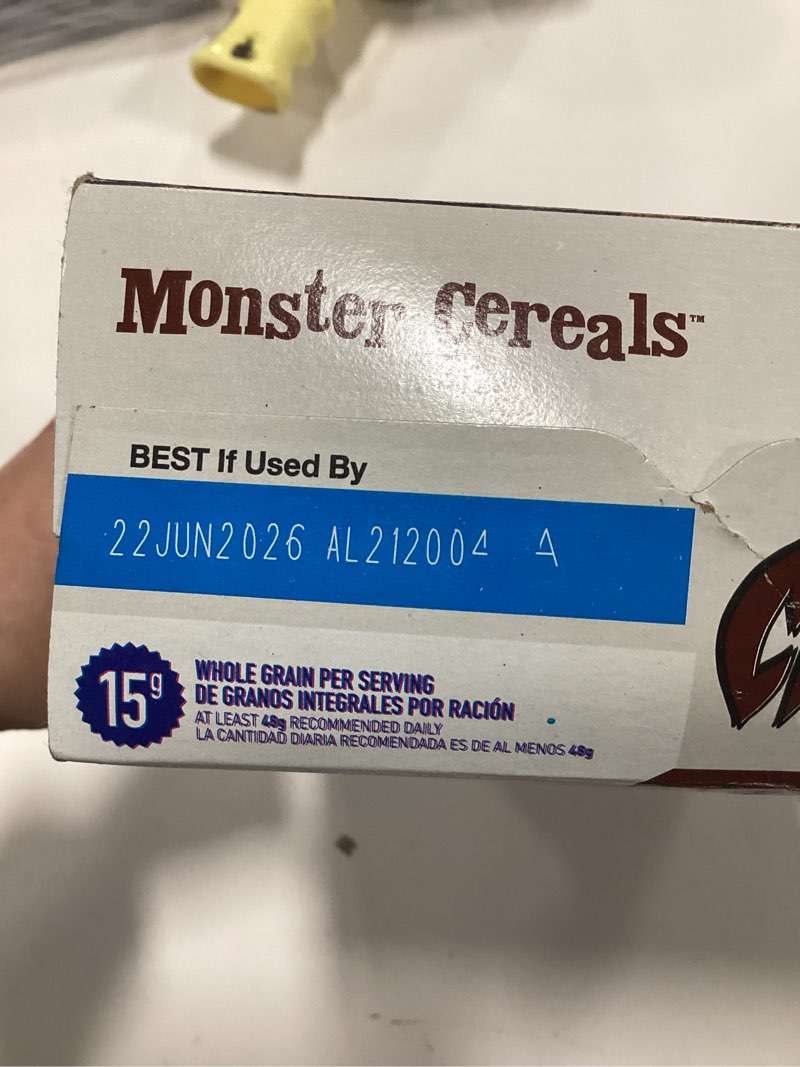 Monster Cereals™
BEST If Used By
22JUN2026 AL212004 A
15g
WHOLE GRAIN PER SERVING
DE GRANOS INTEGRALES POR RACIÓN
AT LEAST 48g RECOMMENDED DAILY
LA CANTIDAD DIARIA RECOMENDADA ES DE AL MENOS 48g